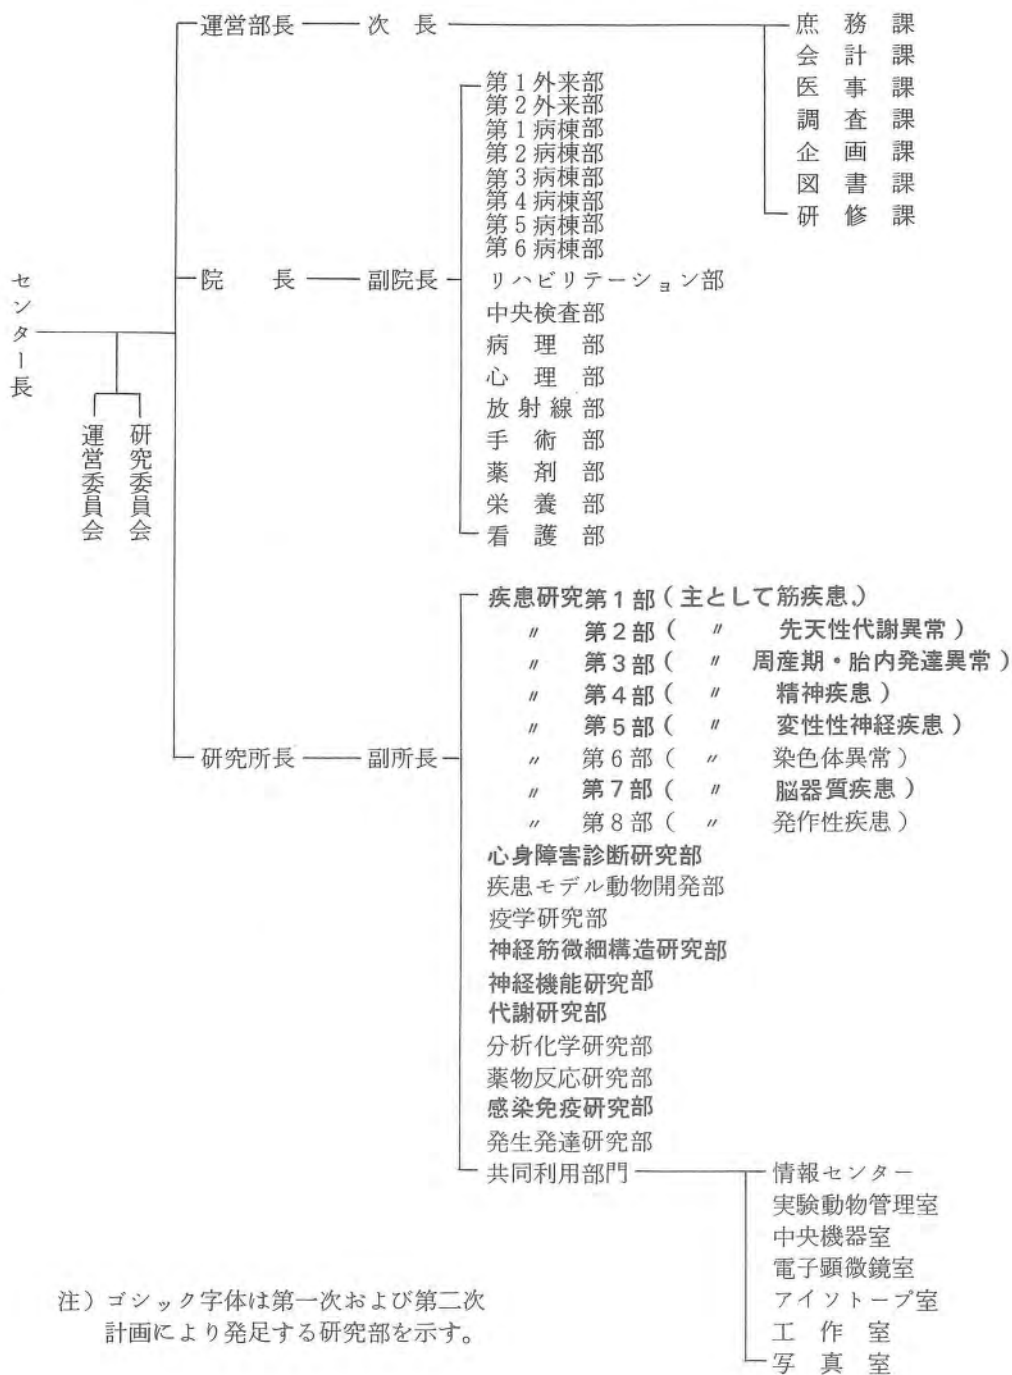 センター長
運営委員会
研究委員会
運営部長 次長
庶務課
会計課
医事課
調査課
企画課
図書課
研修課
院長 副院長
第1外来部
第2外来部
第1病棟部
第2病棟部
第3病棟部
第4病棟部
第5病棟部
第6病棟部
リハビリテーション部
中央検査部
病理部
心理部
放射線部
手術部
薬剤部
栄養部
看護部
研究所長 副所長
疾患研究第1部(主として筋疾患)
〃 第2部(〃 先天性代謝異常)
〃 第3部(〃 周産期・胎内発達異常)
〃 第4部(〃 精神疾患)
〃 第5部(〃 変性性神経疾患)
〃 第6部(〃 染色体異常)
〃 第7部(〃 脳器質疾患)
〃 第8部(〃 発作性疾患)
心身障害診断研究部
疾患モデル動物開発部
疫学研究部
神経筋微細構造研究部
神経機能研究部
代謝研究部
分析化学研究部
薬物反応研究部
感染免疫研究部
発生発達研究部
共同利用部門
情報センター
実験動物管理室
中央機器室
電子顕微鏡室
アイソトープ室
工作室
写真室
注)ゴシック字体は第一次および第二次
計画により発足する研究部を示す。